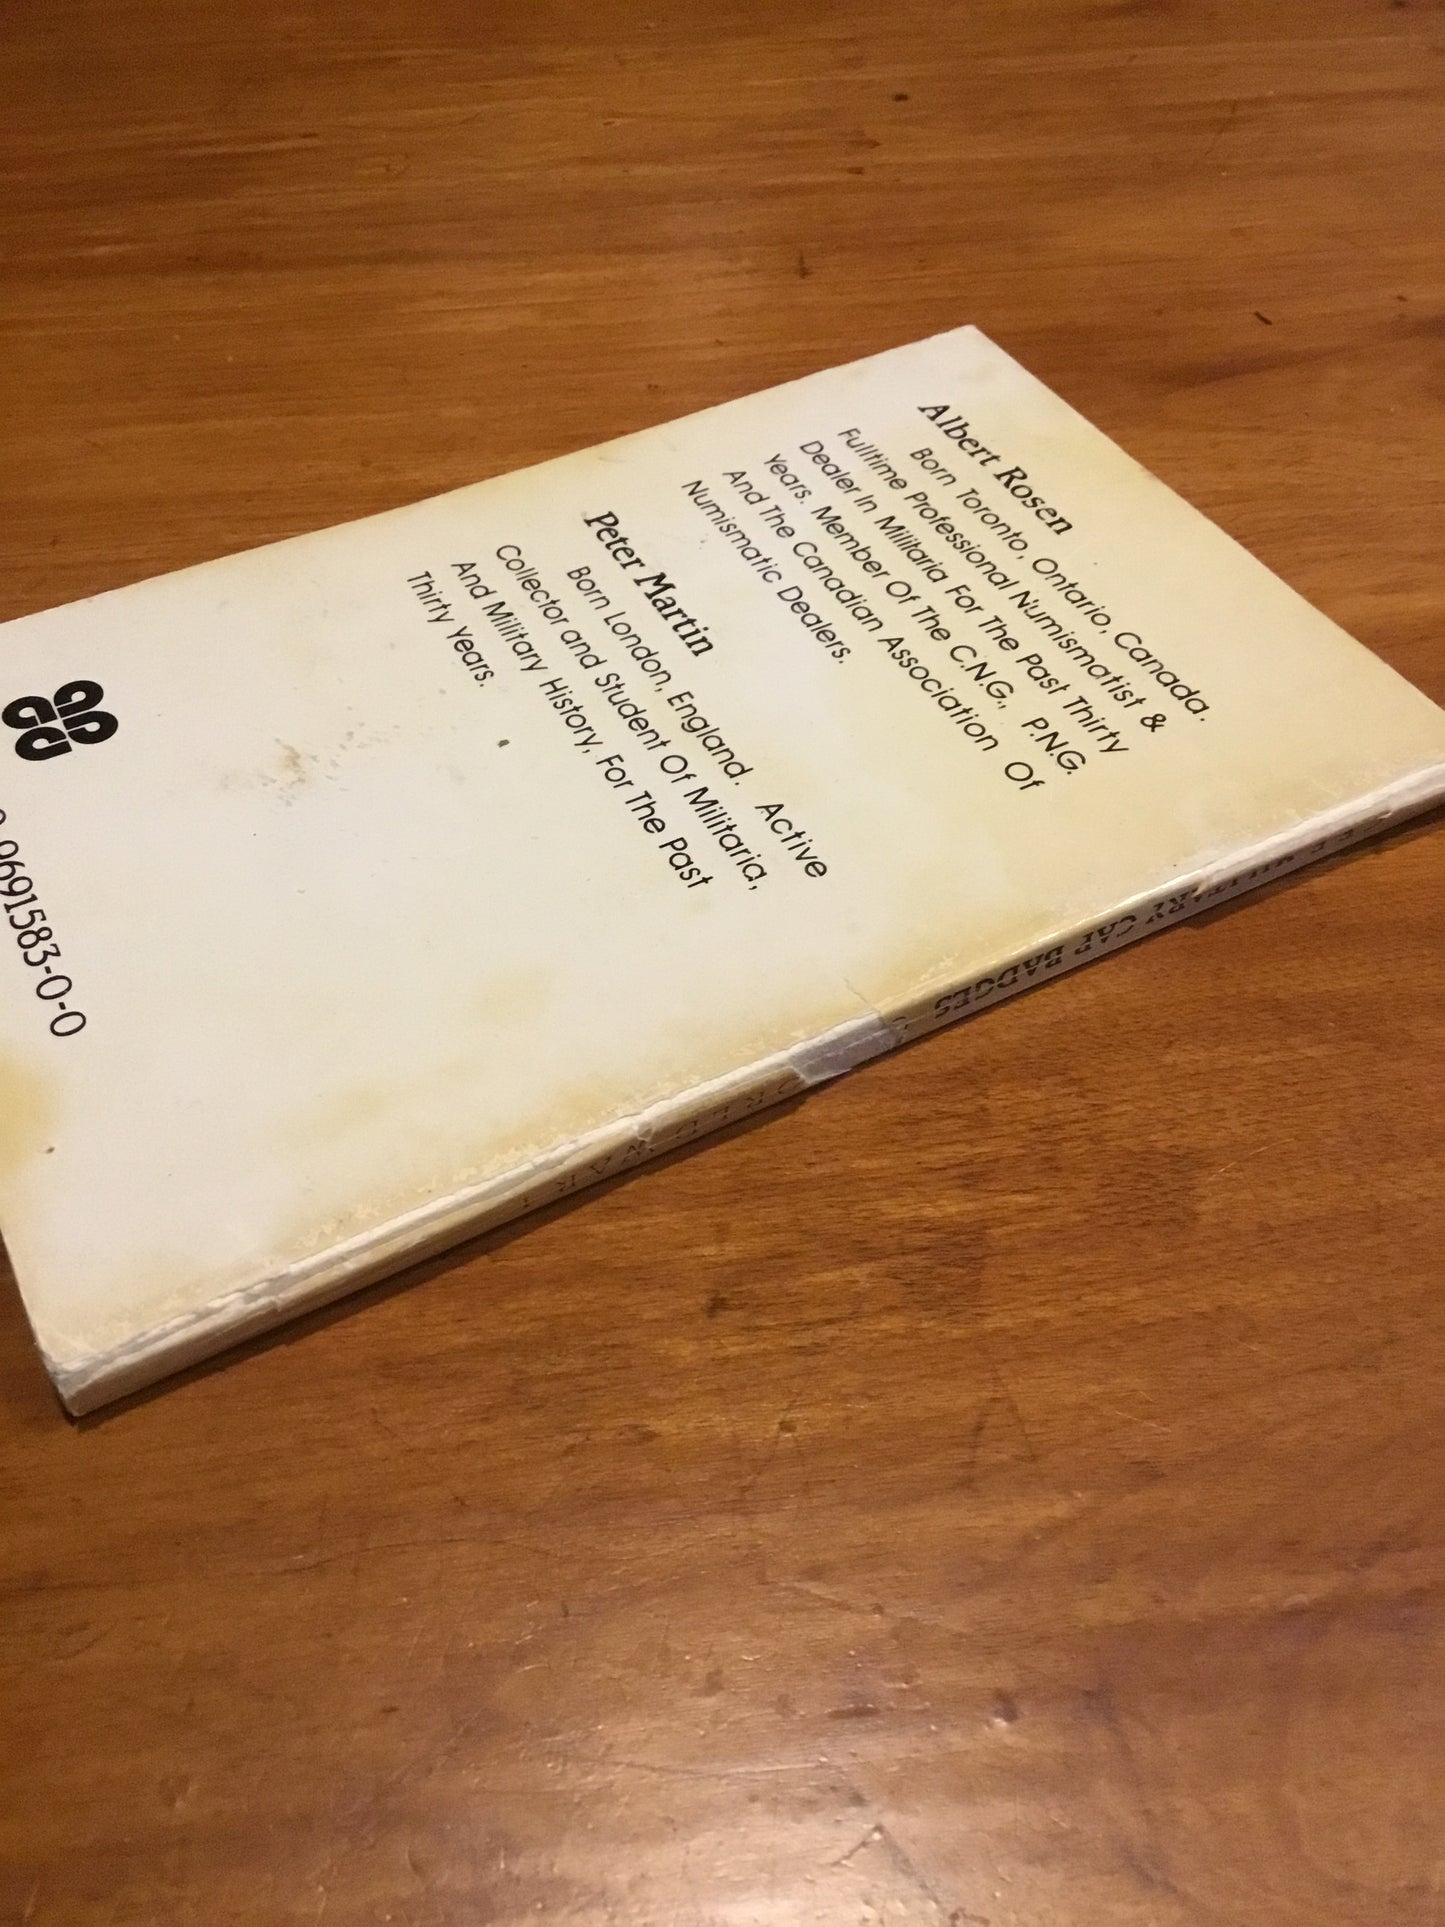 Albert Rosen
Born Toronto, Ontario, Canada.
Fulltime Professional Numismatist &
Dealer In Militaria For The Past Thirty
Years. Member Of The C.N.G., P.N.G.
And The Canadian Association Of
Numismatic Dealers.
Peter Martin
Born London, England. Active
Collector and Student Of Militaria,
And Military History, For The Past
Thirty Years.
9691583-0-0
MILITARY CAP BADGES